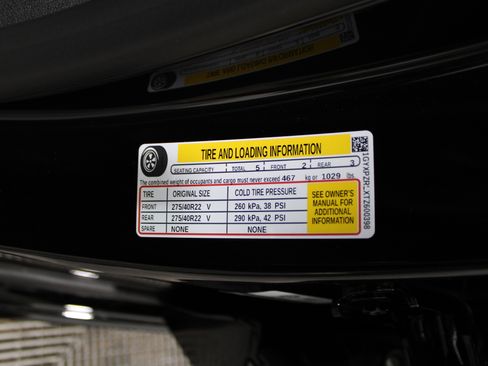 TIRE AND LOADING INFORMATION
SEATING CAPACITY TOTAL 5 FRONT 2 REAR 3
The combined weight of occupants and cargo must never exceed 467 kg or 1029 lbs
TIRE ORIGINAL SIZE COLD TIRE PRESSURE
FRONT 275/40R22 V 260 kPa, 38 PSI
REAR 275/40R22 V 290 kPa, 42 PSI
SPARE NONE NONE
SEE OWNER'S
MANUAL FOR
ADDITIONAL
INFORMATION
1GYXPZRLXTZ600398